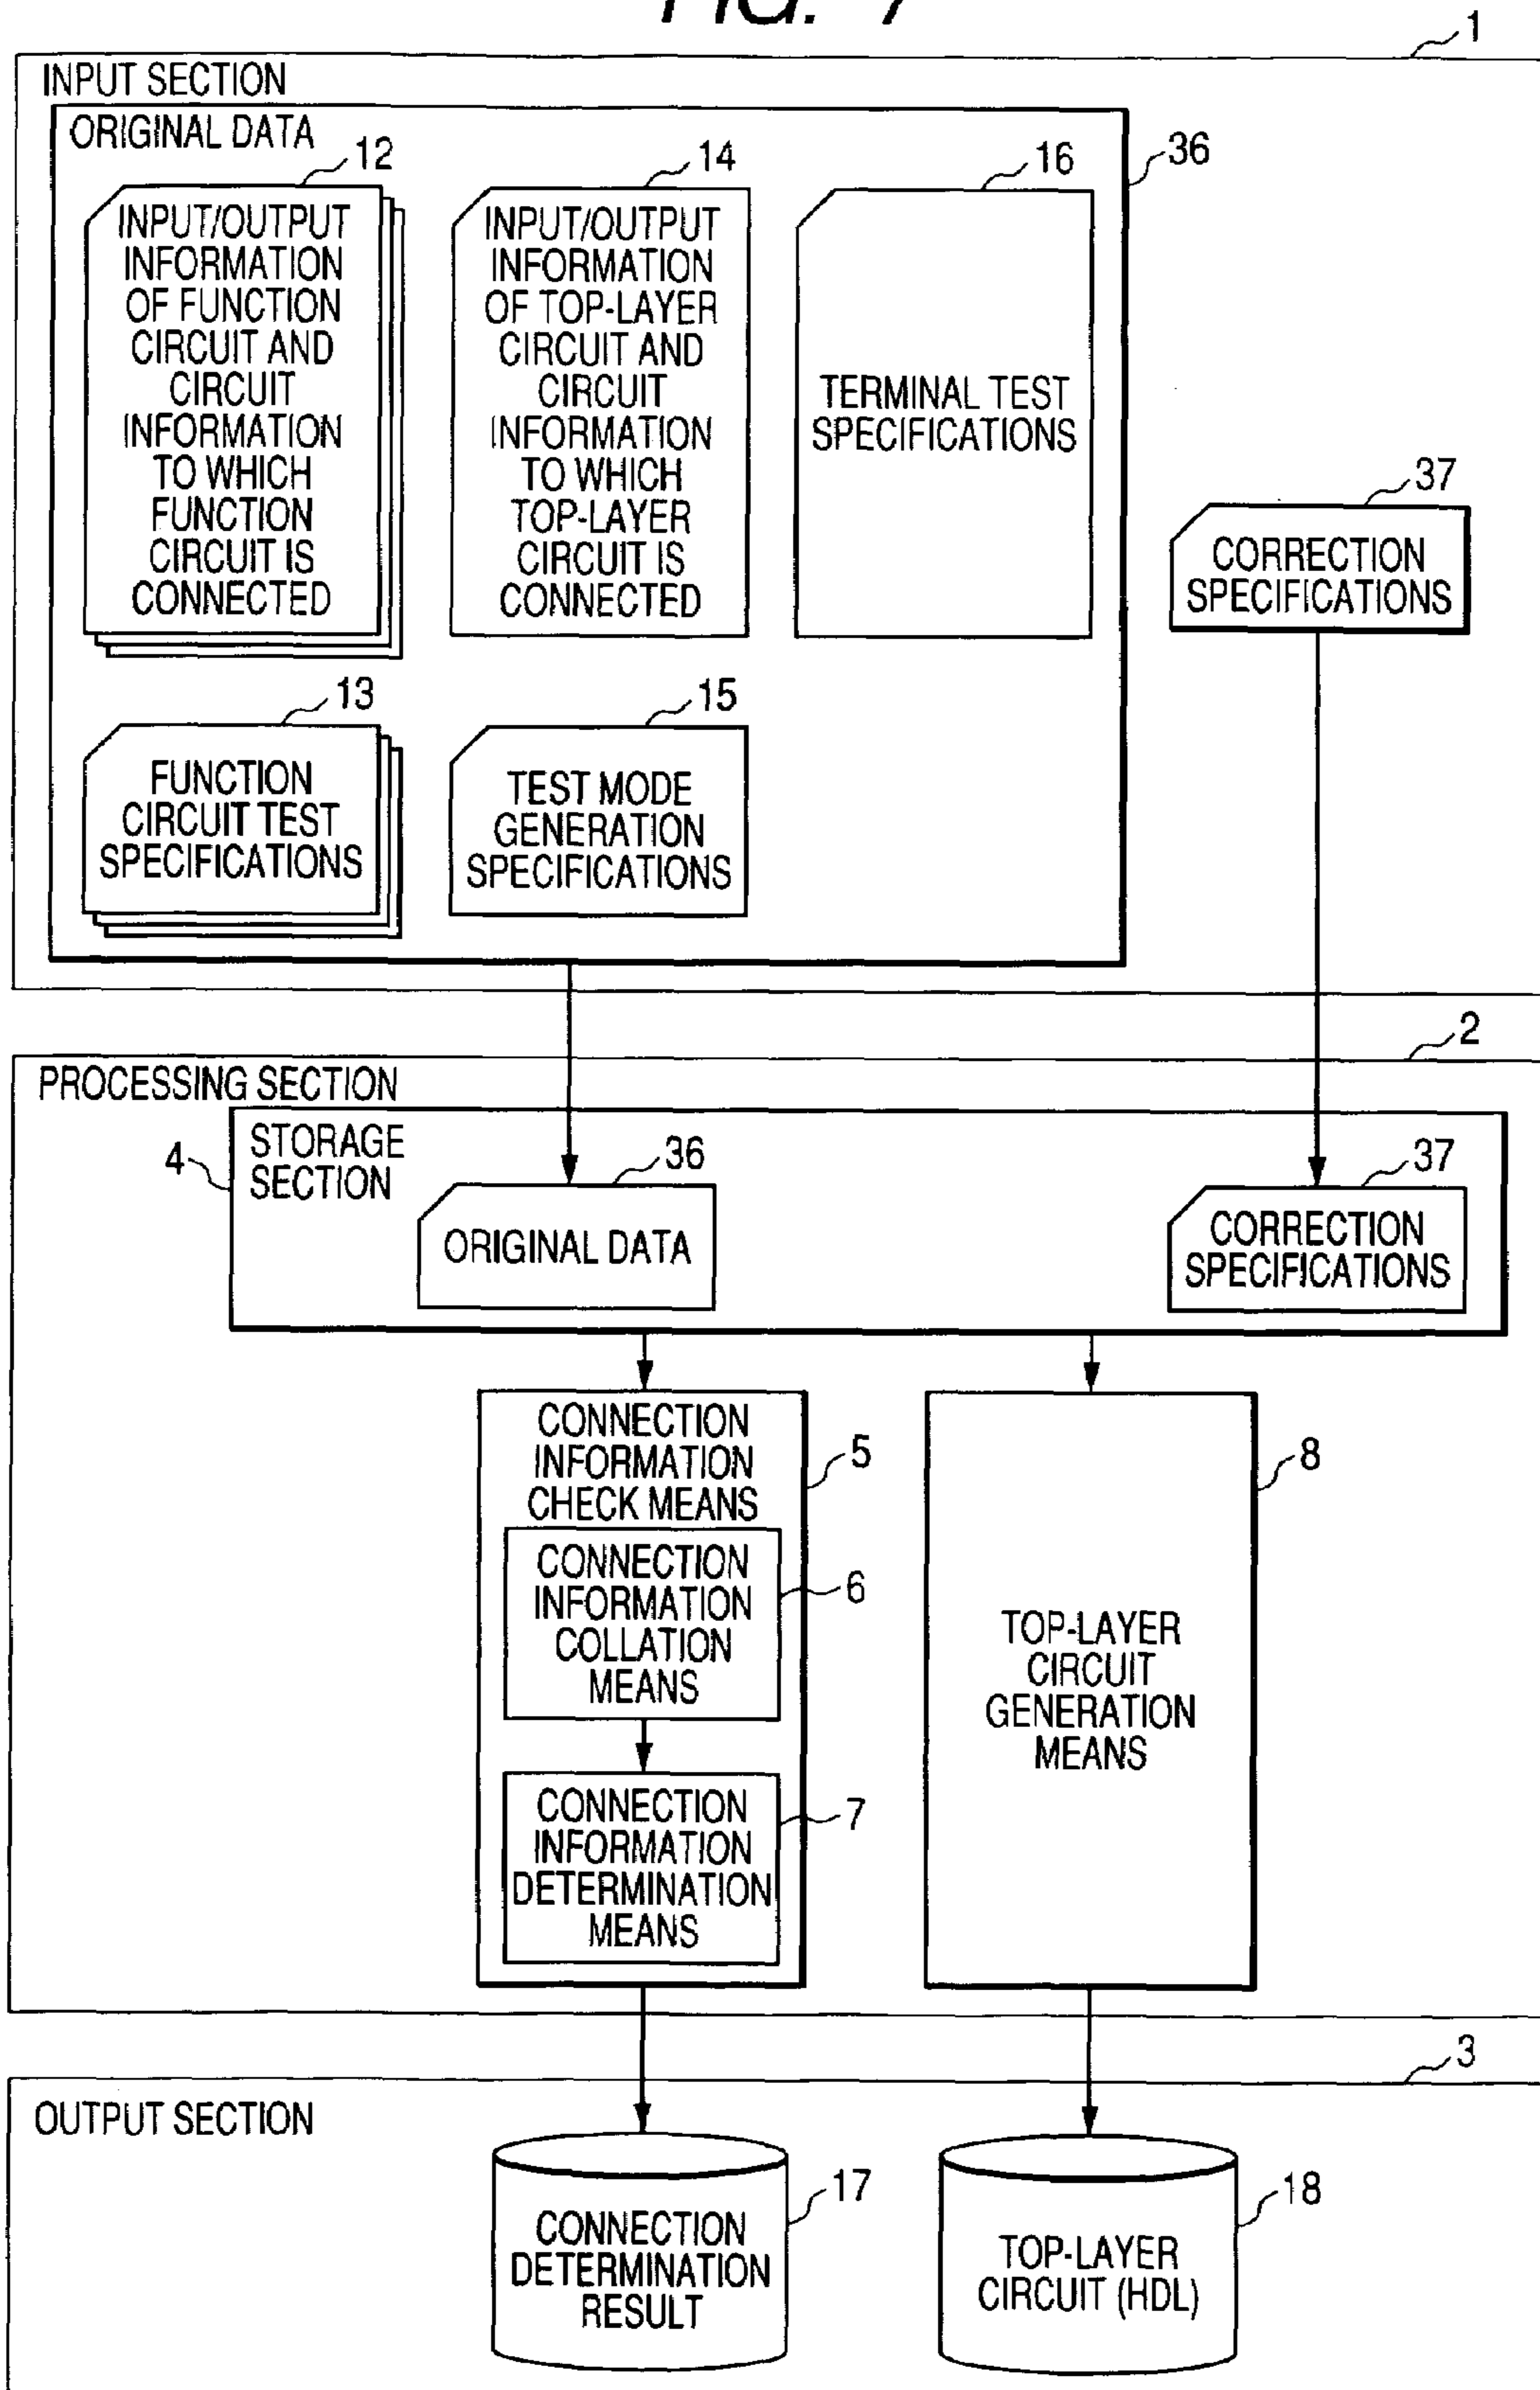 1
INPUT SECTION
ORIGINAL DATA
12
14
16
36
INPUT/OUTPUT
INFORMATION
OF FUNCTION
CIRCUIT AND
CIRCUIT
INFORMATION
TO WHICH
FUNCTION
CIRCUIT IS
CONNECTED
INPUT/OUTPUT
INFORMATION
OF TOP-LAYER
CIRCUIT AND
CIRCUIT
INFORMATION
TO WHICH
TOP-LAYER
CIRCUIT IS
CONNECTED
TERMINAL TEST
SPECIFICATIONS
37
CORRECTION
SPECIFICATIONS
13
FUNCTION
CIRCUIT TEST
SPECIFICATIONS
15
TEST MODE
GENERATION
SPECIFICATIONS
2
PROCESSING SECTION
4
STORAGE
SECTION
36
ORIGINAL DATA
37
CORRECTION
SPECIFICATIONS
CONNECTION
INFORMATION
CHECK MEANS
5
CONNECTION
INFORMATION
COLLATION
MEANS
6
CONNECTION
INFORMATION
DETERMINATION
MEANS
7
TOP-LAYER
CIRCUIT
GENERATION
MEANS
8
3
OUTPUT SECTION
17
CONNECTION
DETERMINATION
RESULT
18
TOP-LAYER
CIRCUIT (HDL)